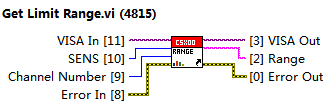 Get Limit Range.vi (4815)
VISA In [11]
SENS [10]
Channel Number [9]
Error In [8]
CSX00
RANGE
[3] VISA Out
[2] Range
[0] Error Out